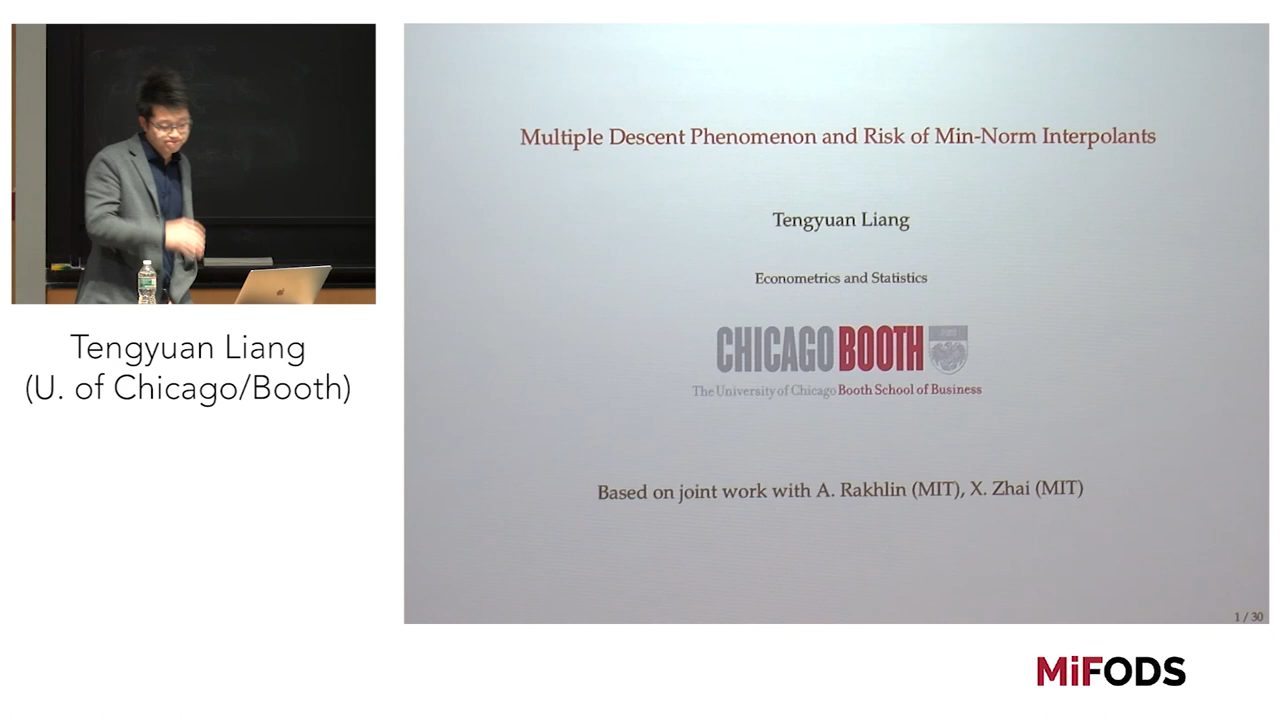 Multiple Descent Phenomenon and Risk of Min-Norm Interpolants
Tengyuan Liang
Econometrics and Statistics
CHICAGO BOOTH
The University of Chicago Booth School of Business
Based on joint work with A. Rakhlin (MIT), X. Zhai (MIT)
1 / 30
Tengyuan Liang
(U. of Chicago/Booth)
MiFODS